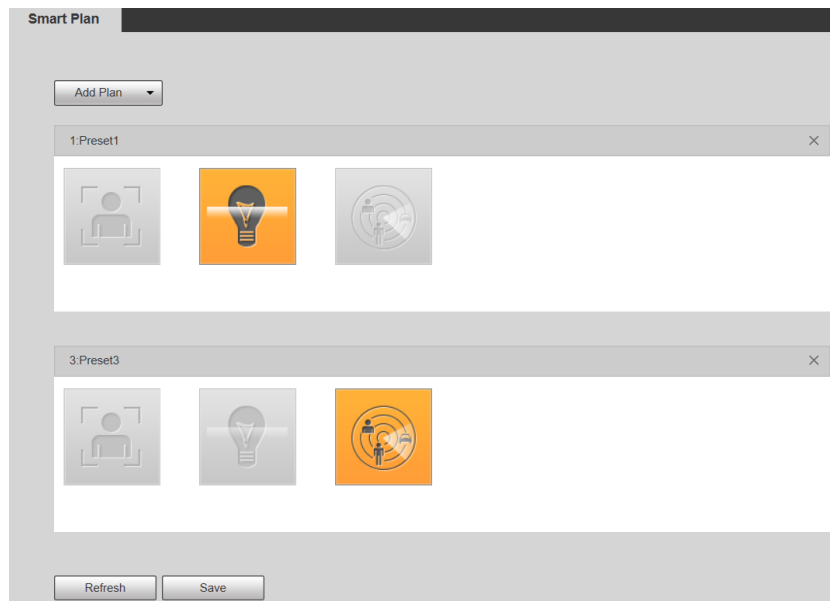 Smart Plan
Add Plan
1:Preset1
3:Preset3
Refresh
Save